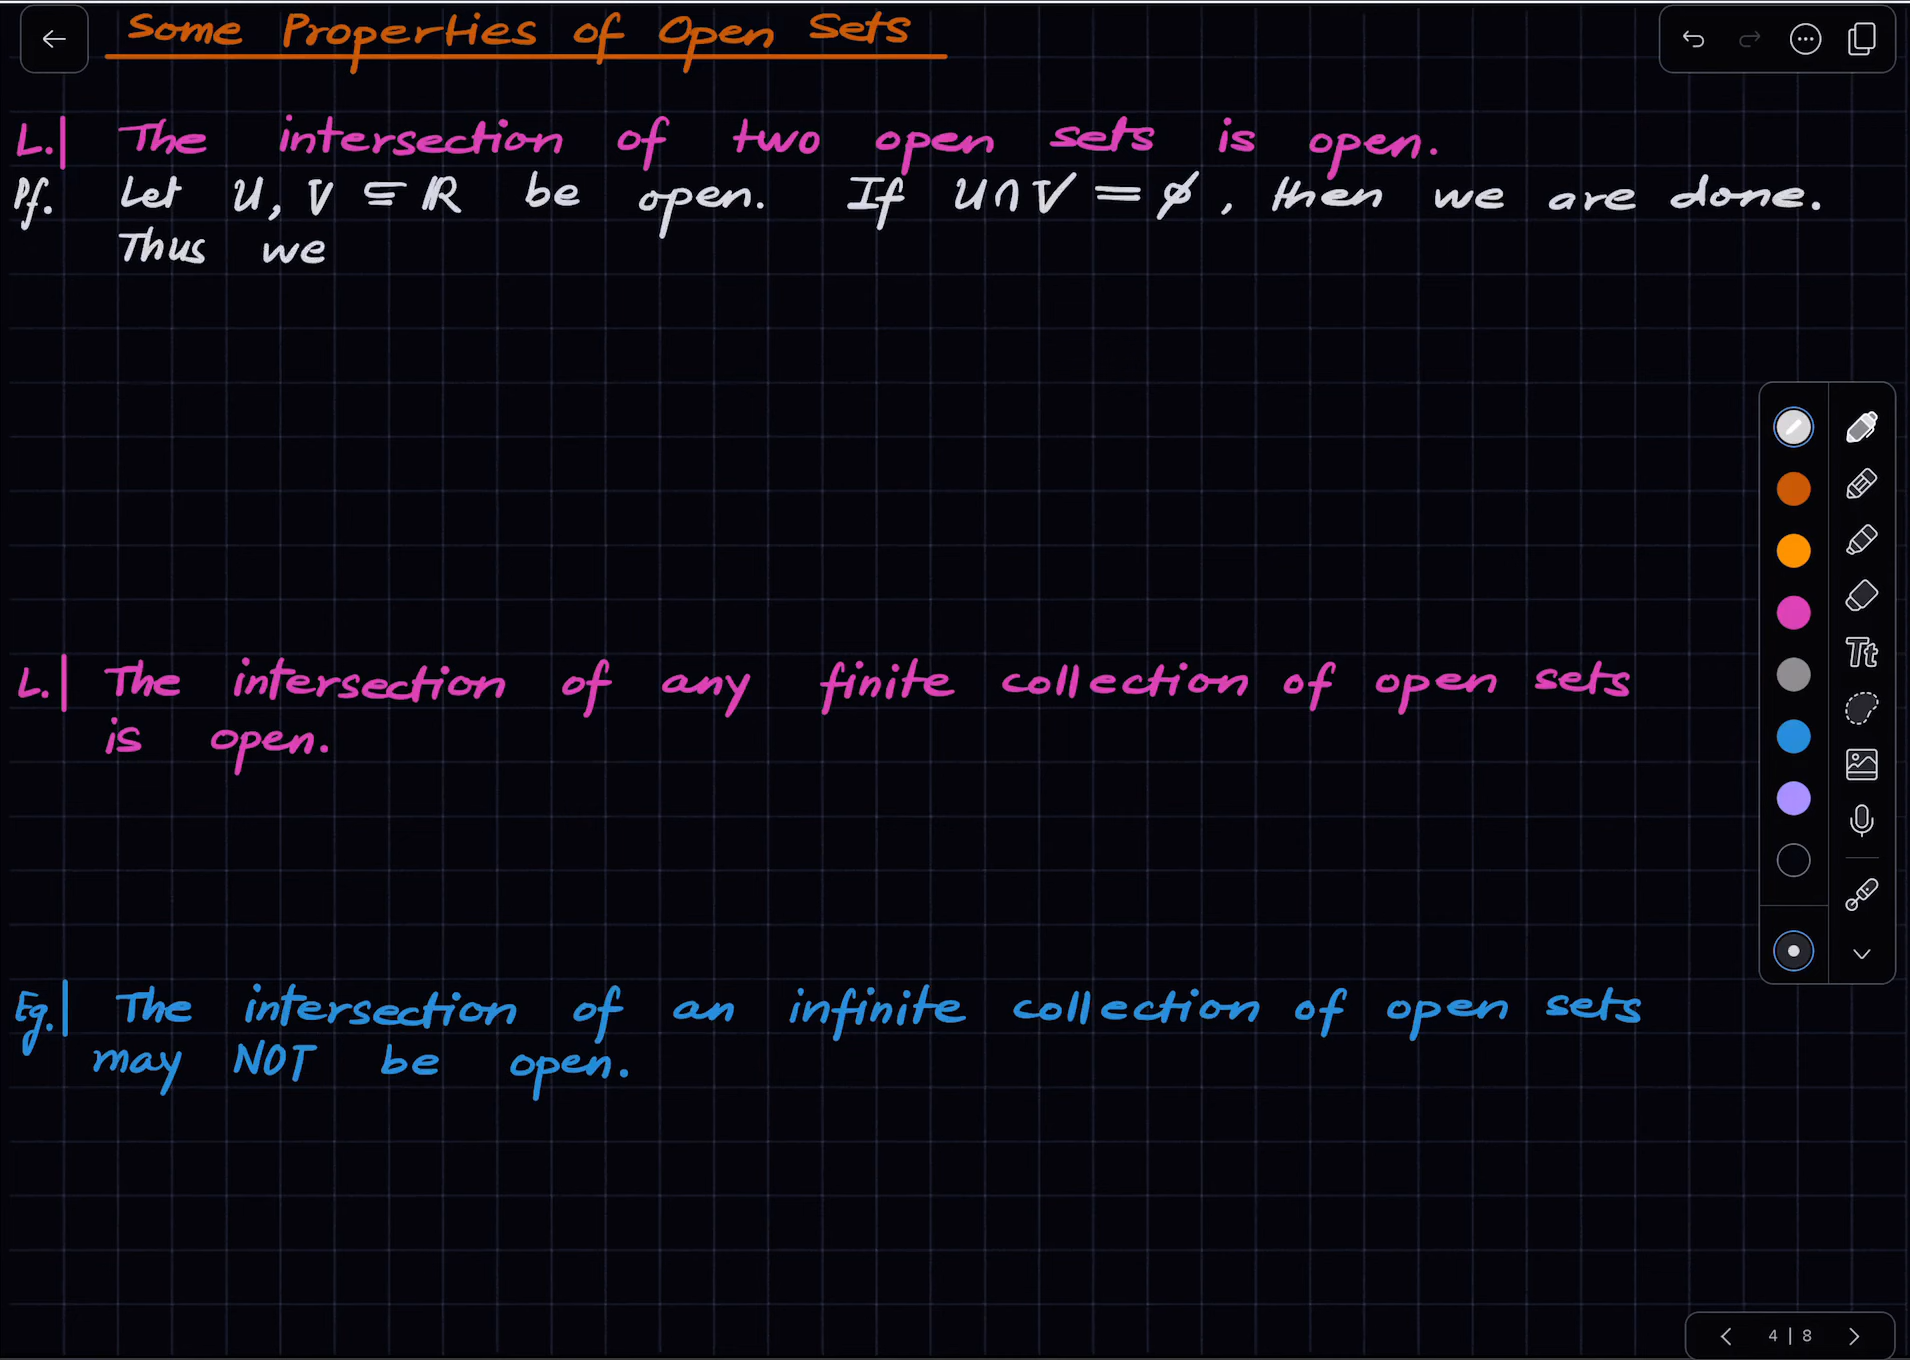 Some Properties of Open Sets
L. The intersection of two open sets is open.
Pf. Let U, V ⊆ ℝ be open. If U ∩ V = ∅, then we are done.
Thus we
L. The intersection of any finite collection of open sets
is open.
Eg. The intersection of an infinite collection of open sets
may NOT be open.
Tt
4 | 8